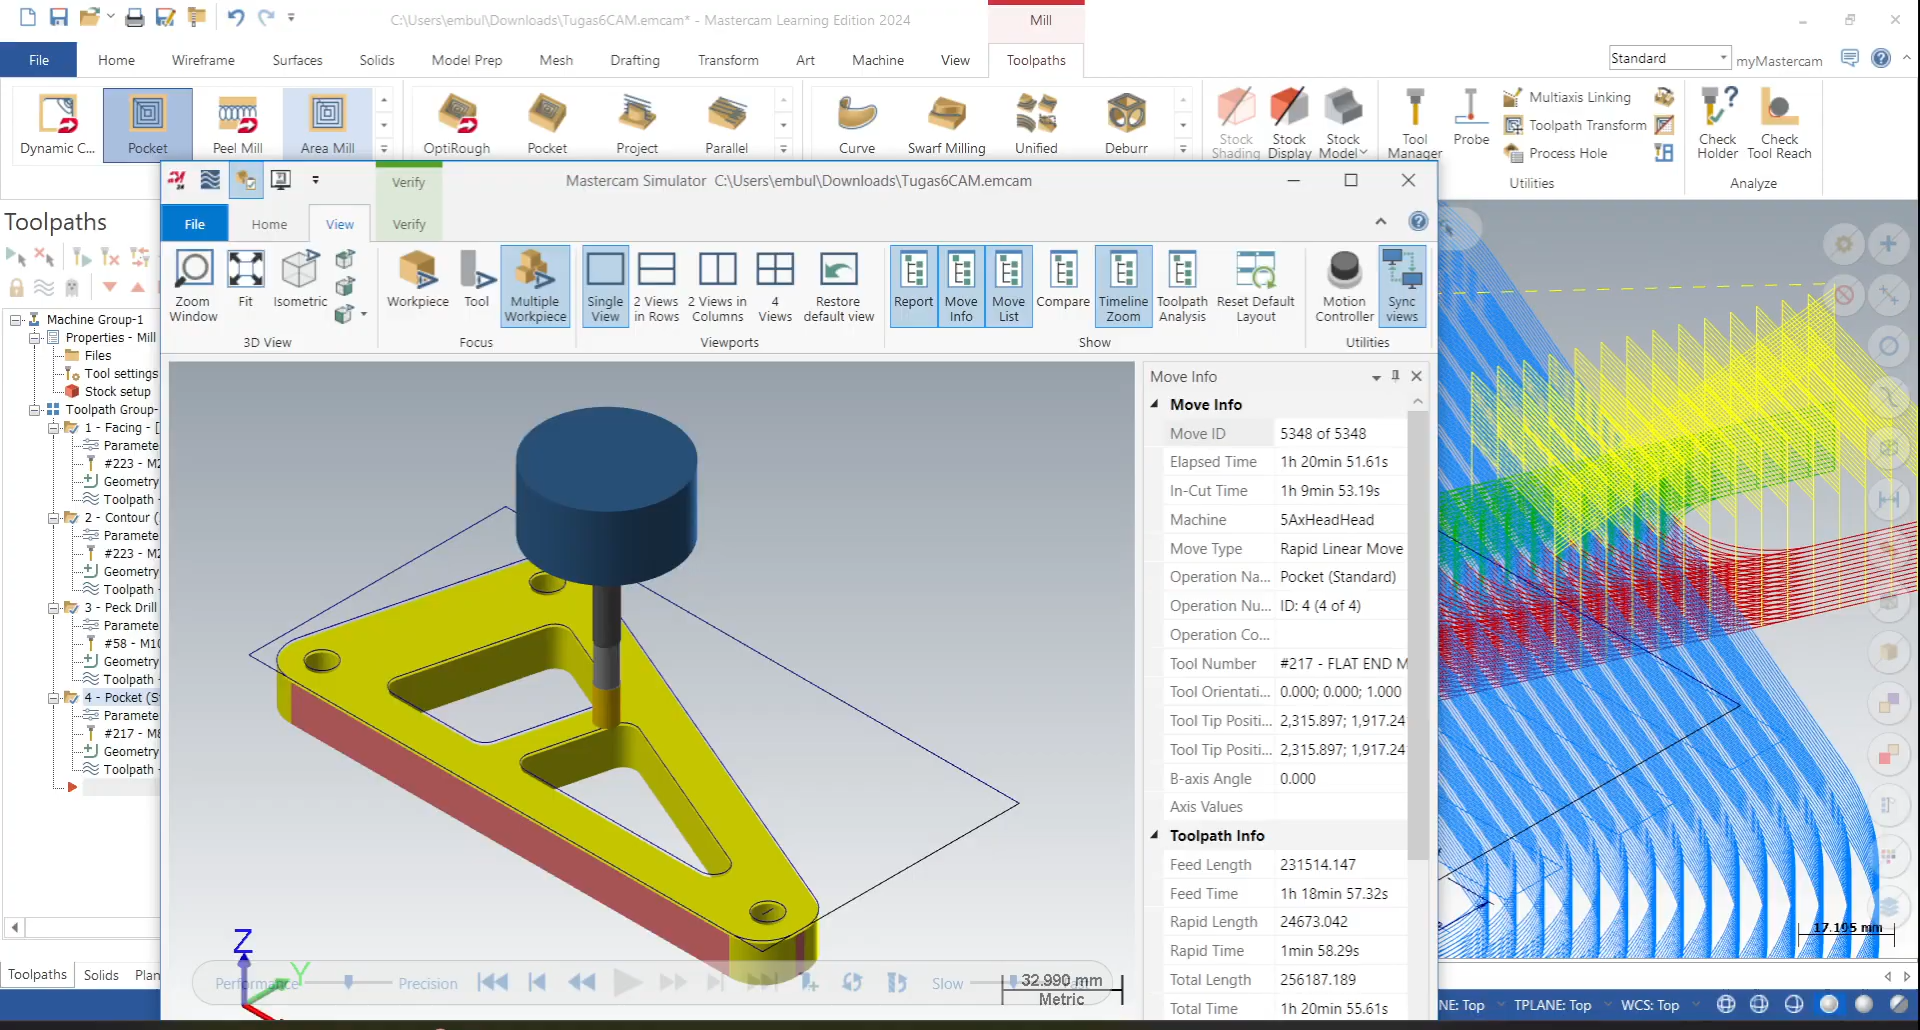 C:\Users\embul\Downloads\Tugas6CAM.emcam* - Mastercam Learning Edition 2024
Mill
File
Home
Wireframe
Surfaces
Solids
Model Prep
Mesh
Drafting
Transform
Art
Machine
View
Toolpaths
Standard
myMastercam
Dynamic C...
Pocket
Peel Mill
Area Mill
OptiRough
Pocket
Project
Parallel
Curve
Swarf Milling
Unified
Deburr
Stock
Shading
Stock
Display
Stock
Model
Tool
Manager
Probe
Multiaxis Linking
Toolpath Transform
Process Hole
Utilities
Check
Holder
Check
Tool Reach
Analyze
Toolpaths
Machine Group-1
Properties - Mill
Files
Tool settings
Stock setup
Toolpath Group-
1 - Facing - [
Paramete
#223 - M2
Geometry
Toolpath -
2 - Contour (
Paramete
#223 - M2
Geometry
Toolpath -
3 - Peck Drill
Paramete
#58 - M10
Geometry
Toolpath -
4 - Pocket (S
Paramete
#217 - M8
Geometry
Toolpath -
Toolpaths
Solids
Plan
Verify
Mastercam Simulator C:\Users\embul\Downloads\Tugas6CAM.emcam
File
Home
View
Verify
Zoom
Window
Fit
Isometric
3D View
Workpiece
Tool
Multiple
Workpiece
Focus
Single
View
2 Views
in Rows
2 Views in
Columns
4
Views
Restore
default view
Viewports
Report
Move
Info
Move
List
Compare
Timeline
Zoom
Toolpath
Analysis
Reset Default
Layout
Show
Motion
Controller
Sync
views
Utilities
Move Info
Move Info
Move ID 5348 of 5348
Elapsed Time 1h 20min 51.61s
In-Cut Time 1h 9min 53.19s
Machine 5AxHeadHead
Move Type Rapid Linear Move
Operation Na... Pocket (Standard)
Operation Nu... ID: 4 (4 of 4)
Operation Co...
Tool Number #217 - FLAT END M
Tool Orientati... 0.000; 0.000; 1.000
Tool Tip Positi... 2,315.897; 1,917.24
Tool Tip Positi... 2,315.897; 1,917.24
B-axis Angle 0.000
Axis Values
Toolpath Info
Feed Length 231514.147
Feed Time 1h 18min 57.32s
Rapid Length 24673.042
Rapid Time 1min 58.29s
Total Length 256187.189
Total Time 1h 20min 55.61s
Z
Y
Performance
Precision
Slow
32.990 mm
Metric
17.195 mm
NE: Top
TPLANE: Top
WCS: Top